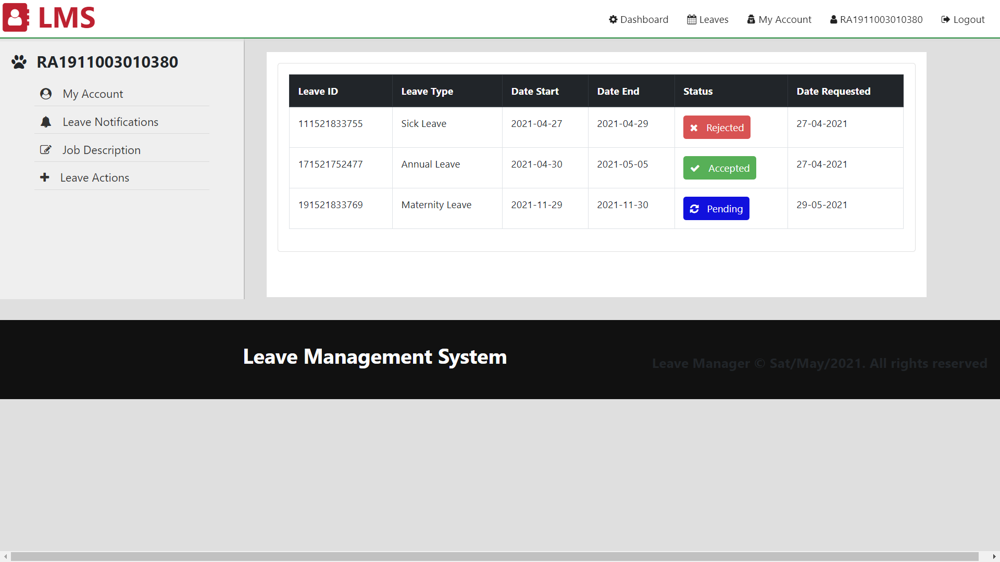 LMS
Dashboard Leaves My Account RA1911003010380 Logout
RA1911003010380
My Account
Leave Notifications
Job Description
Leave Actions
Leave ID Leave Type Date Start Date End Status Date Requested
111521833755 Sick Leave 2021-04-27 2021-04-29 Rejected 27-04-2021
171521752477 Annual Leave 2021-04-30 2021-05-05 Accepted 27-04-2021
191521833769 Maternity Leave 2021-11-29 2021-11-30 Pending 29-05-2021
Leave Management System
Leave Manager © Sat/May/2021. All rights reserved